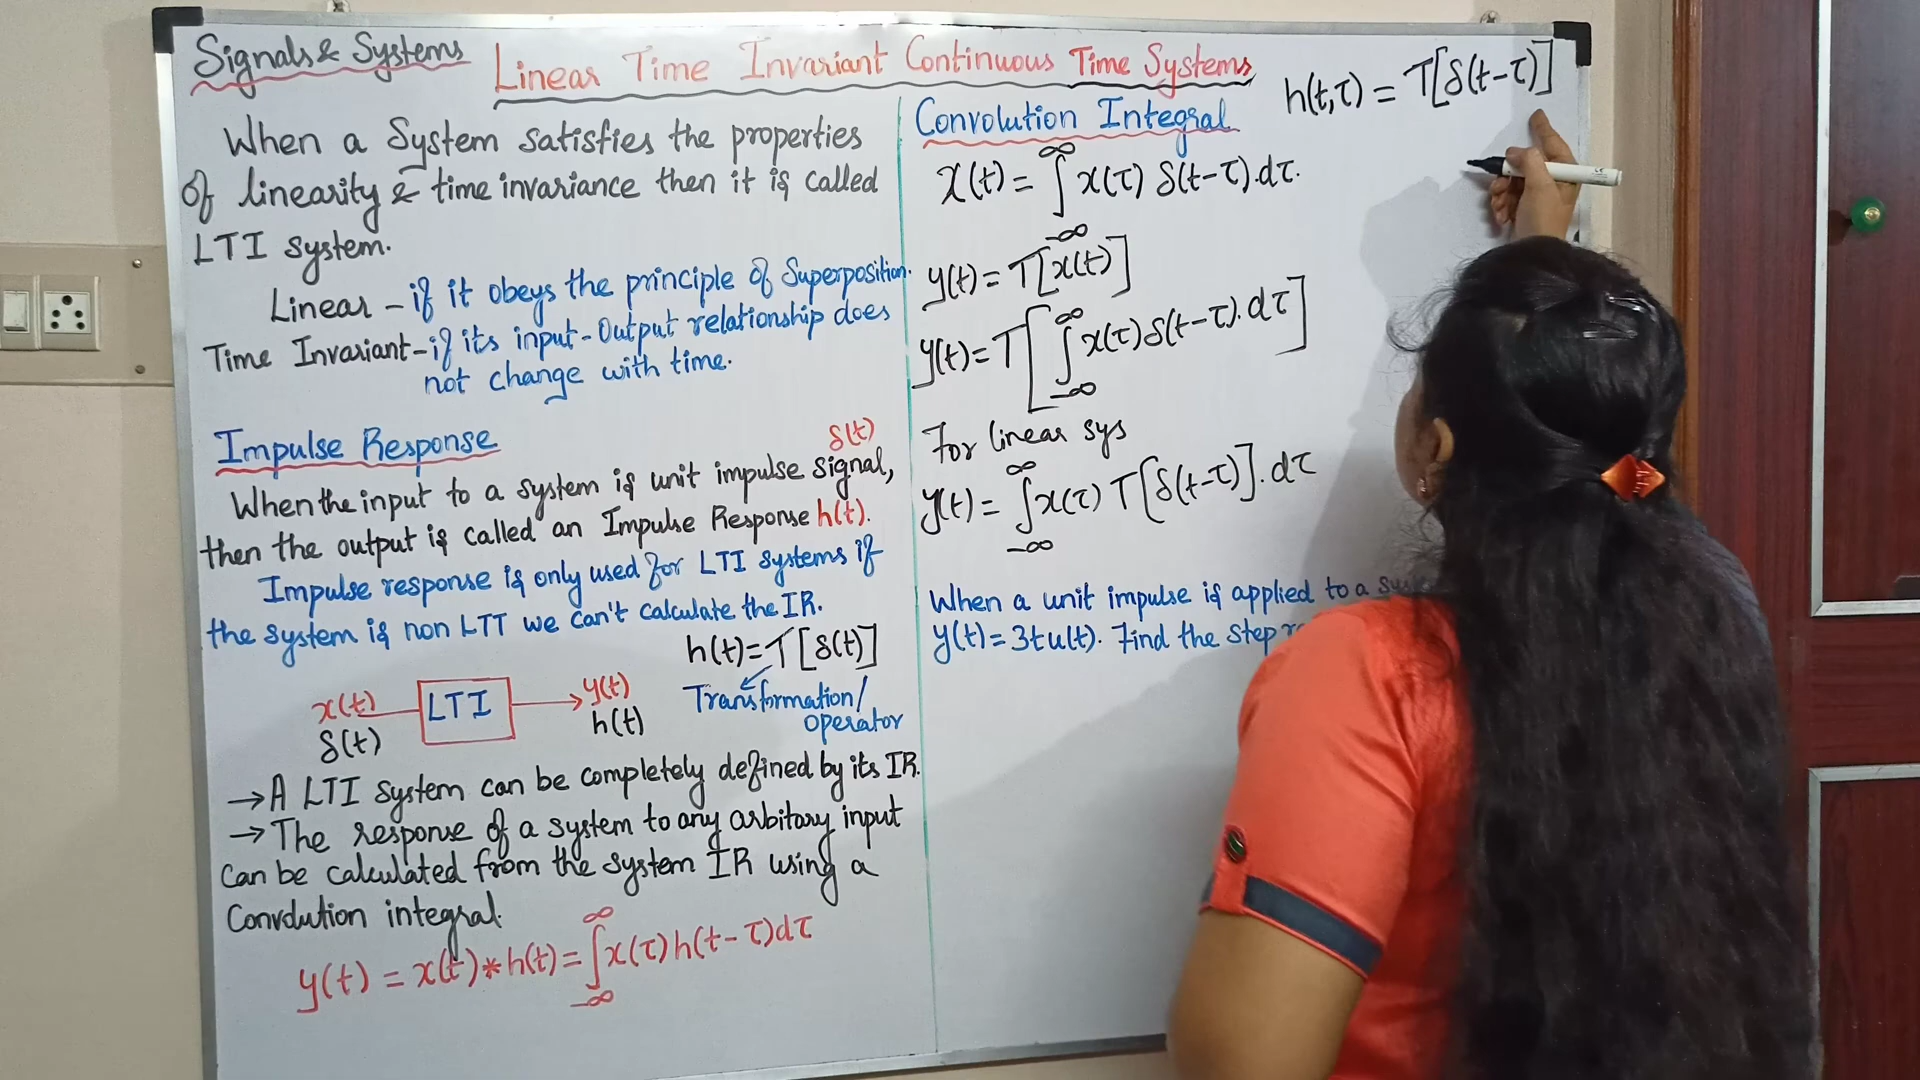 Signals & Systems
Linear Time Invariant Continuous Time Systems
When a System satisfies the properties
of linearity & time invariance then it is called
LTI system.
Linear – if it obeys the principle of Superposition.
Time Invariant – if its input - Output relationship does
not change with time.
Impulse Response
δ(t)
When the input to a system is unit impulse signal,
then the output is called an Impulse Response h(t).
Impulse response is only used for LTI systems if
the system is non LTI we can't calculate the IR.
h(t) = T[δ(t)]
Transformation/
operator
x(t) LTI y(t)
δ(t) h(t)
→ A LTI System can be completely defined by its IR.
→ The response of a system to any arbitary input
can be calculated from the system IR using a
Convolution integral.
y(t) = x(t) * h(t) = ∫_{-∞}^{∞} x(τ) h(t-τ)dτ
Convolution Integral
h(t,τ) = T[δ(t-τ)]
x(t) = ∫_{-∞}^{∞} x(τ) δ(t-τ).dτ.
y(t) = T[x(t)]
y(t) = T[∫_{-∞}^{∞} x(τ) δ(t-τ).dτ]
For linear sys
y(t) = ∫_{-∞}^{∞} x(τ) T[δ(t-τ)].dτ
When a unit impulse is applied to a
y(t) = 3t u(t). Find the step